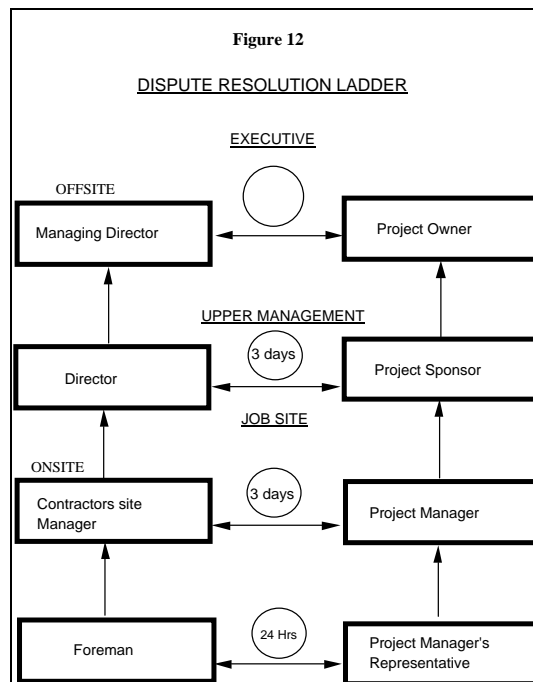 Figure 12
DISPUTE RESOLUTION LADDER
EXECUTIVE
OFFSITE
Managing Director
Project Owner
UPPER MANAGEMENT
3 days
Director
Project Sponsor
JOB SITE
ONSITE
Contractors site
Manager
3 days
Project Manager
Foreman
24 Hrs
Project Manager's
Representative